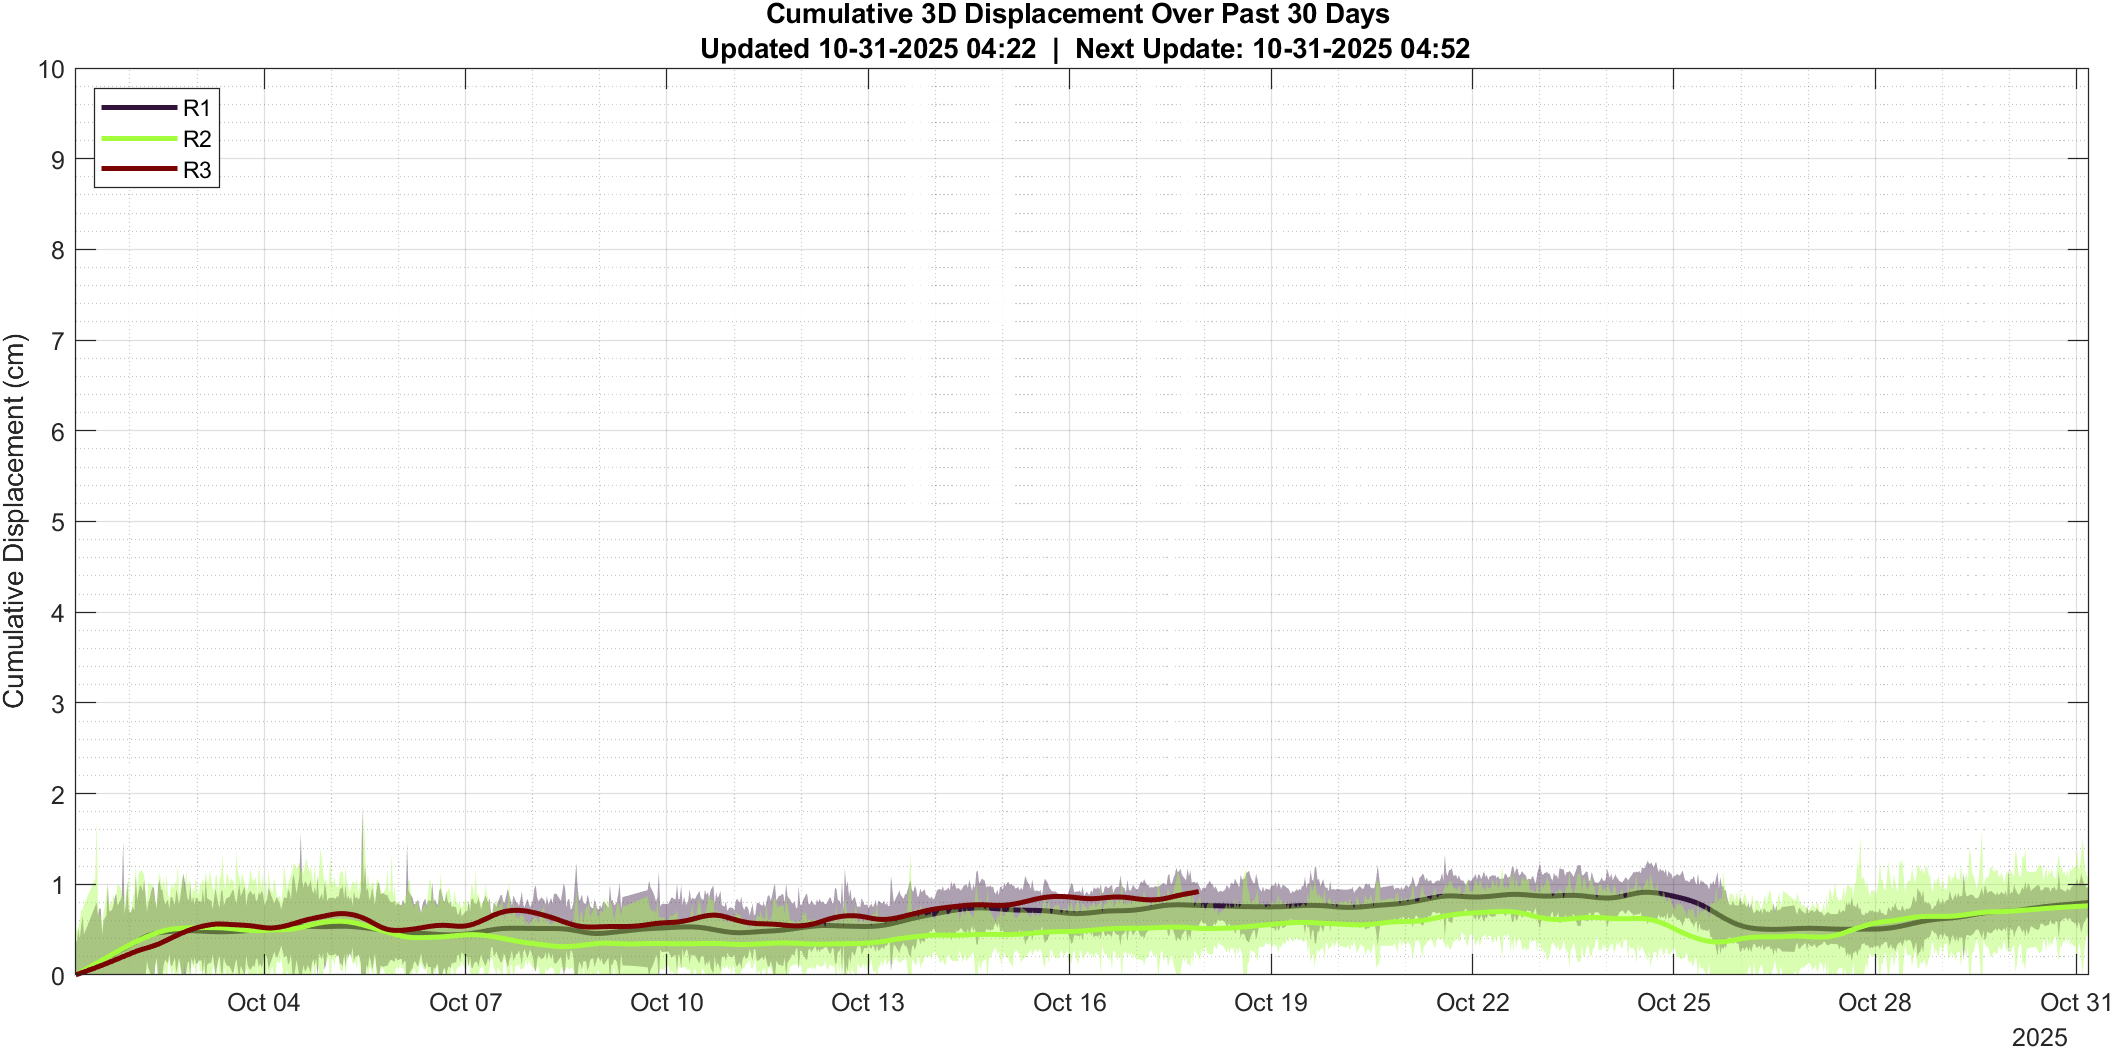 Cumulative 3D Displacement Over Past 30 Days
Updated 10-31-2025 04:22 | Next Update: 10-31-2025 04:52
R1
R2
R3
Cumulative Displacement (cm)
10
9
8
7
6
5
4
3
2
1
0
Oct 04 Oct 07 Oct 10 Oct 13 Oct 16 Oct 19 Oct 22 Oct 25 Oct 28 Oct 31
2025